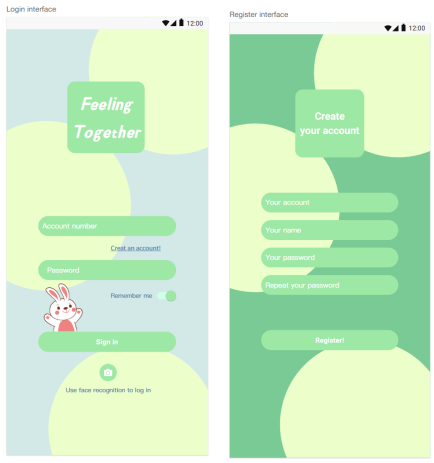 Login interface
12:00
Feeling
Together
Account number
Creat an account!
Password
Remember me
Sign in
Use face recognition to log in
Register interface
12:00
Create
your account
Your account
Your name
Your password
Repeat your password
Register!